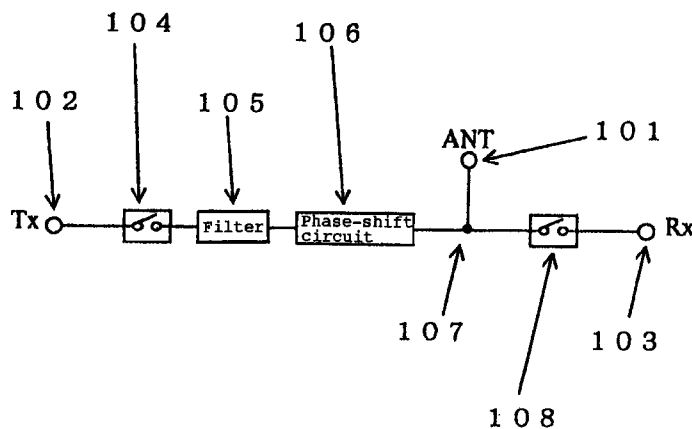 104
106
102
105
101
ANT
Tx
Filter
Phase-shift
circuit
Rx
107
103
108